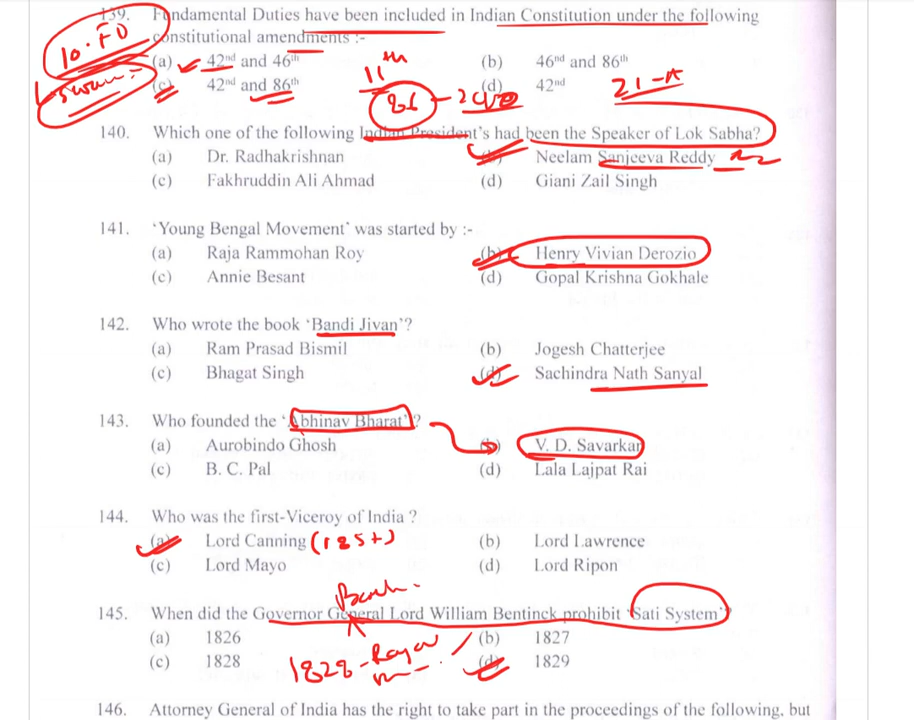 139. Fundamental Duties have been included in Indian Constitution under the following
constitutional amendments :-
10. FD
(a) 42nd and 46th (b) 46nd and 86th
11th
(c) 42nd and 86th (d) 42nd
Swaran
86 - 2002
21-A
140. Which one of the following Indian President's had been the Speaker of Lok Sabha?
(a) Dr. Radhakrishnan (b) Neelam Sanjeeva Reddy
(c) Fakhruddin Ali Ahmad (d) Giani Zail Singh
141. 'Young Bengal Movement' was started by :-
(a) Raja Rammohan Roy (b) Henry Vivian Derozio
(c) Annie Besant (d) Gopal Krishna Gokhale
142. Who wrote the book 'Bandi Jivan'?
(a) Ram Prasad Bismil (b) Jogesh Chatterjee
(c) Bhagat Singh (d) Sachindra Nath Sanyal
143. Who founded the 'Abhinav Bharat'?
(a) Aurobindo Ghosh (b) V. D. Savarkar
(c) B. C. Pal (d) Lala Lajpat Rai
144. Who was the first-Viceroy of India ?
(a) Lord Canning (b) Lord Lawrence
(c) Lord Mayo (d) Lord Ripon
145. When did the Governor General Lord William Bentinck prohibit 'Sati System'?
(a) 1826 (b) 1827
(c) 1828 (d) 1829
1828 -
146. Attorney General of India has the right to take part in the proceedings of the following, but